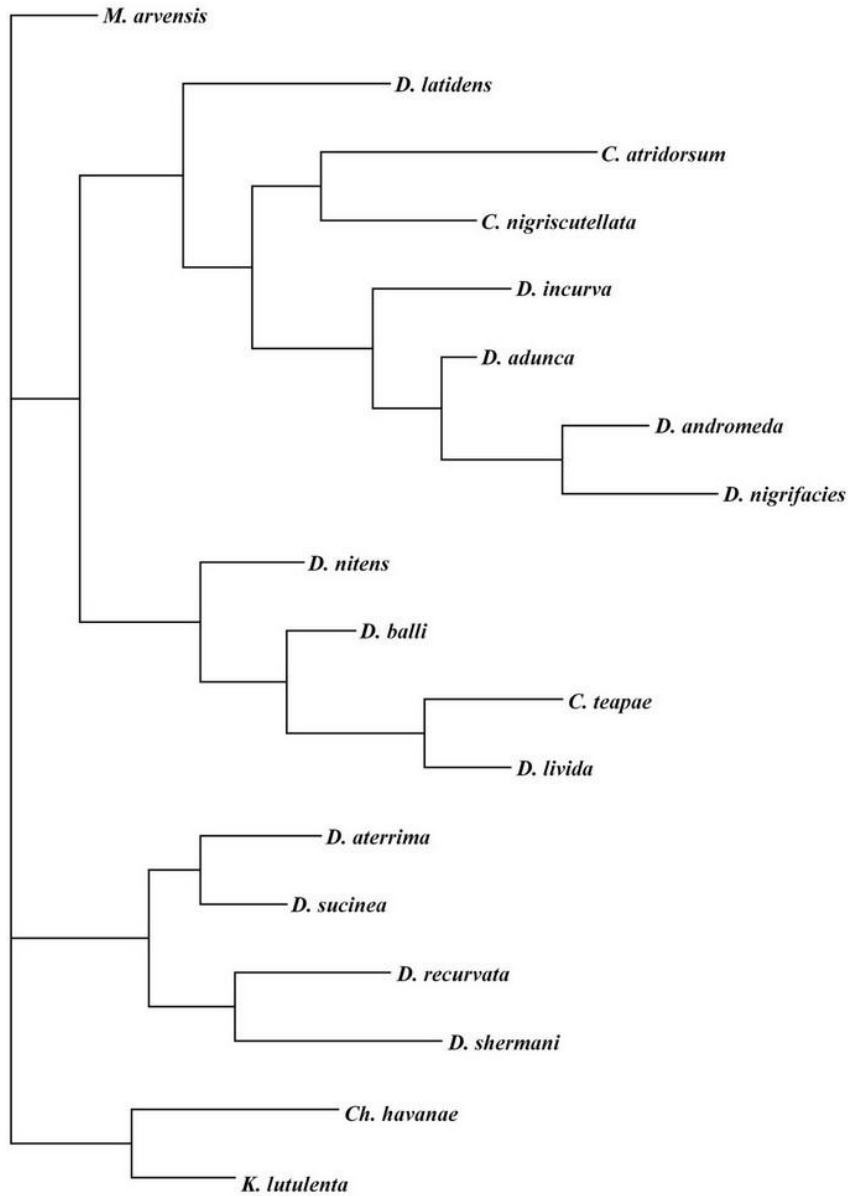 M. arvensis
D. latidens
C. atridorsum
C. nigriscutellata
D. incurva
D. adunca
D. andromeda
D. nigrifacies
D. nitens
D. balli
C. teapae
D. livida
D. aterrima
D. sucinea
D. recurvata
D. shermani
Ch. havanae
K. lutulenta